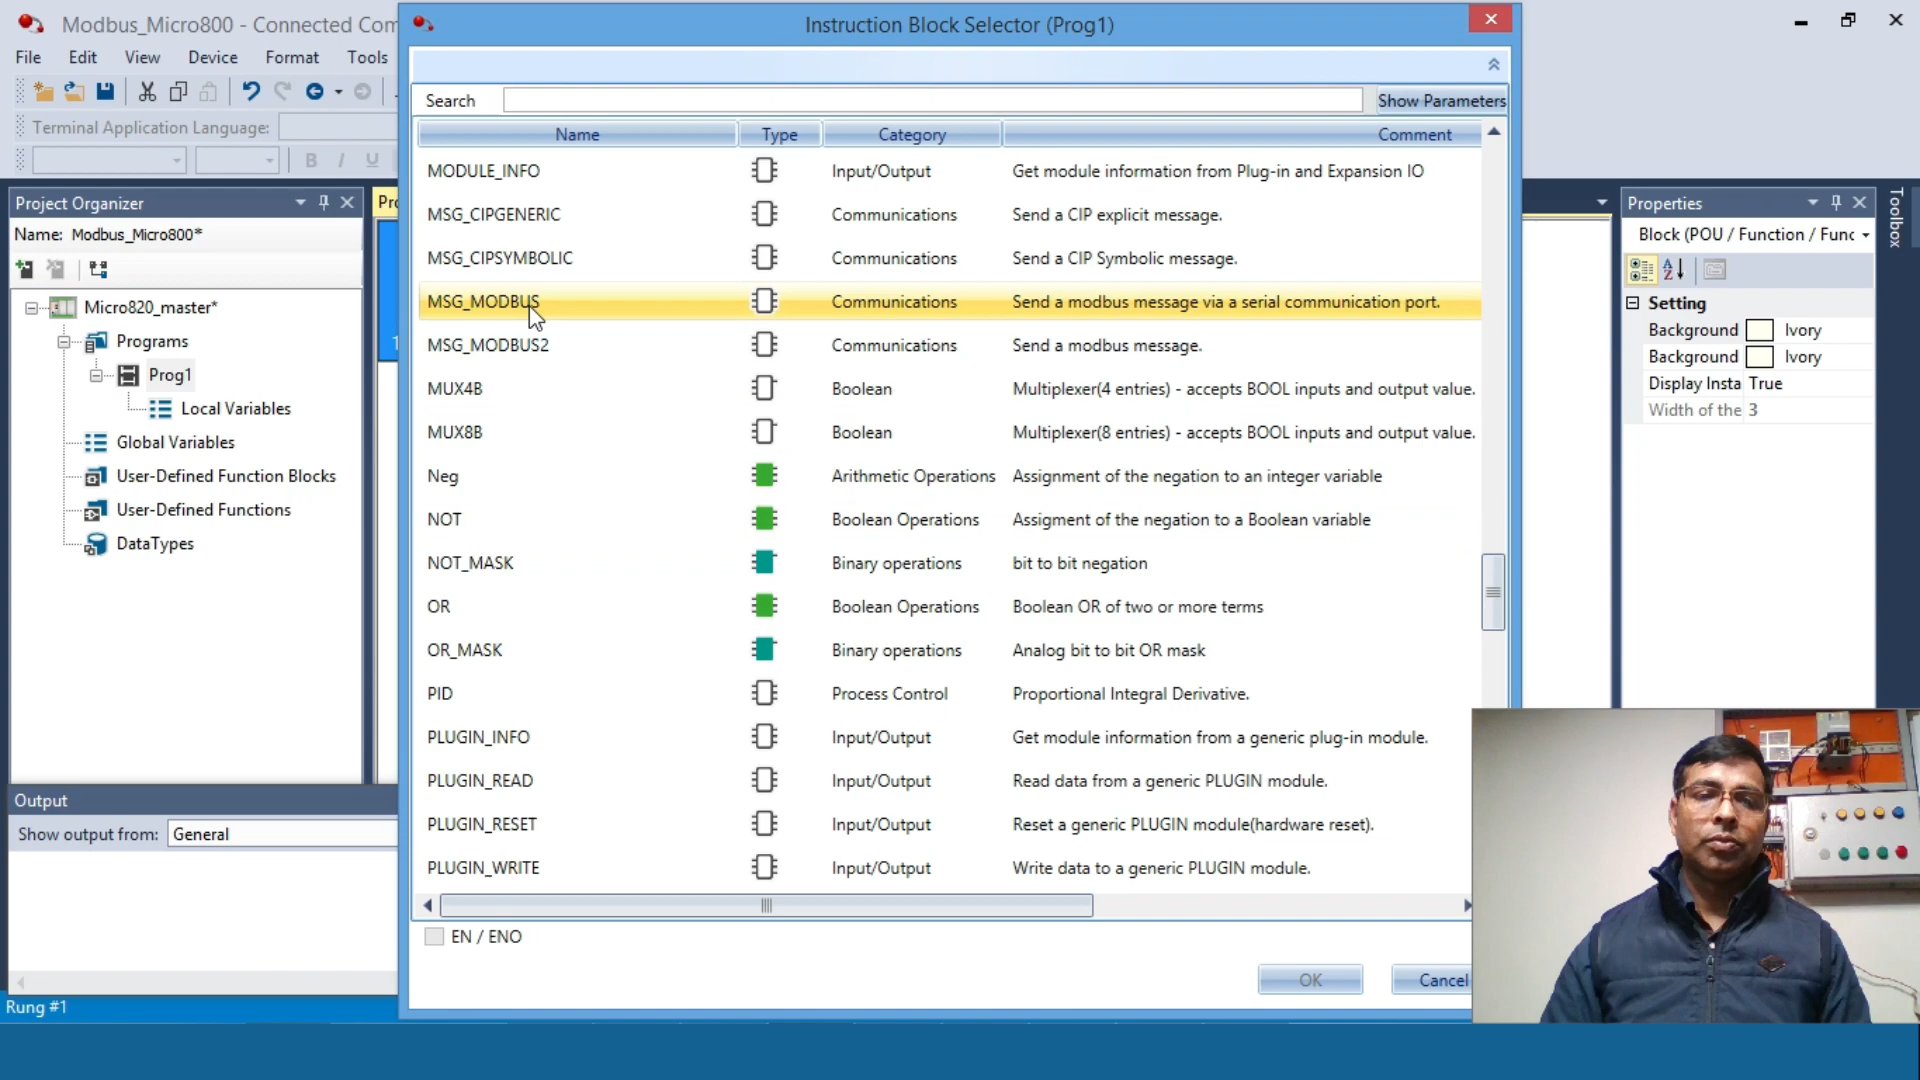 Modbus_Micro800 - Connected Com
Instruction Block Selector (Prog1)
File Edit View Device Format Tools
Search
Show Parameters
Terminal Application Language:
Name Type Category Comment
B I U
MODULE_INFO Input/Output Get module information from Plug-in and Expansion IO
MSG_CIPGENERIC Communications Send a CIP explicit message.
MSG_CIPSYMBOLIC Communications Send a CIP Symbolic message.
MSG_MODBUS Communications Send a modbus message via a serial communication port.
MSG_MODBUS2 Communications Send a modbus message.
MUX4B Boolean Multiplexer(4 entries) - accepts BOOL inputs and output value.
MUX8B Boolean Multiplexer(8 entries) - accepts BOOL inputs and output value.
Neg Arithmetic Operations Assignment of the negation to an integer variable
NOT Boolean Operations Assigment of the negation to a Boolean variable
NOT_MASK Binary operations bit to bit negation
OR Boolean Operations Boolean OR of two or more terms
OR_MASK Binary operations Analog bit to bit OR mask
PID Process Control Proportional Integral Derivative.
PLUGIN_INFO Input/Output Get module information from a generic plug-in module.
PLUGIN_READ Input/Output Read data from a generic PLUGIN module.
PLUGIN_RESET Input/Output Reset a generic PLUGIN module(hardware reset).
PLUGIN_WRITE Input/Output Write data to a generic PLUGIN module.
EN / ENO
OK
Cancel
Project Organizer
Name: Modbus_Micro800*
Micro820_master*
Programs
Prog1
Local Variables
Global Variables
User-Defined Function Blocks
User-Defined Functions
DataTypes
Pro
1
Output
Show output from: General
Rung #1
Properties
Block (POU / Function / Func
Setting
Background Ivory
Background Ivory
Display Insta True
Width of the 3
Toolbox